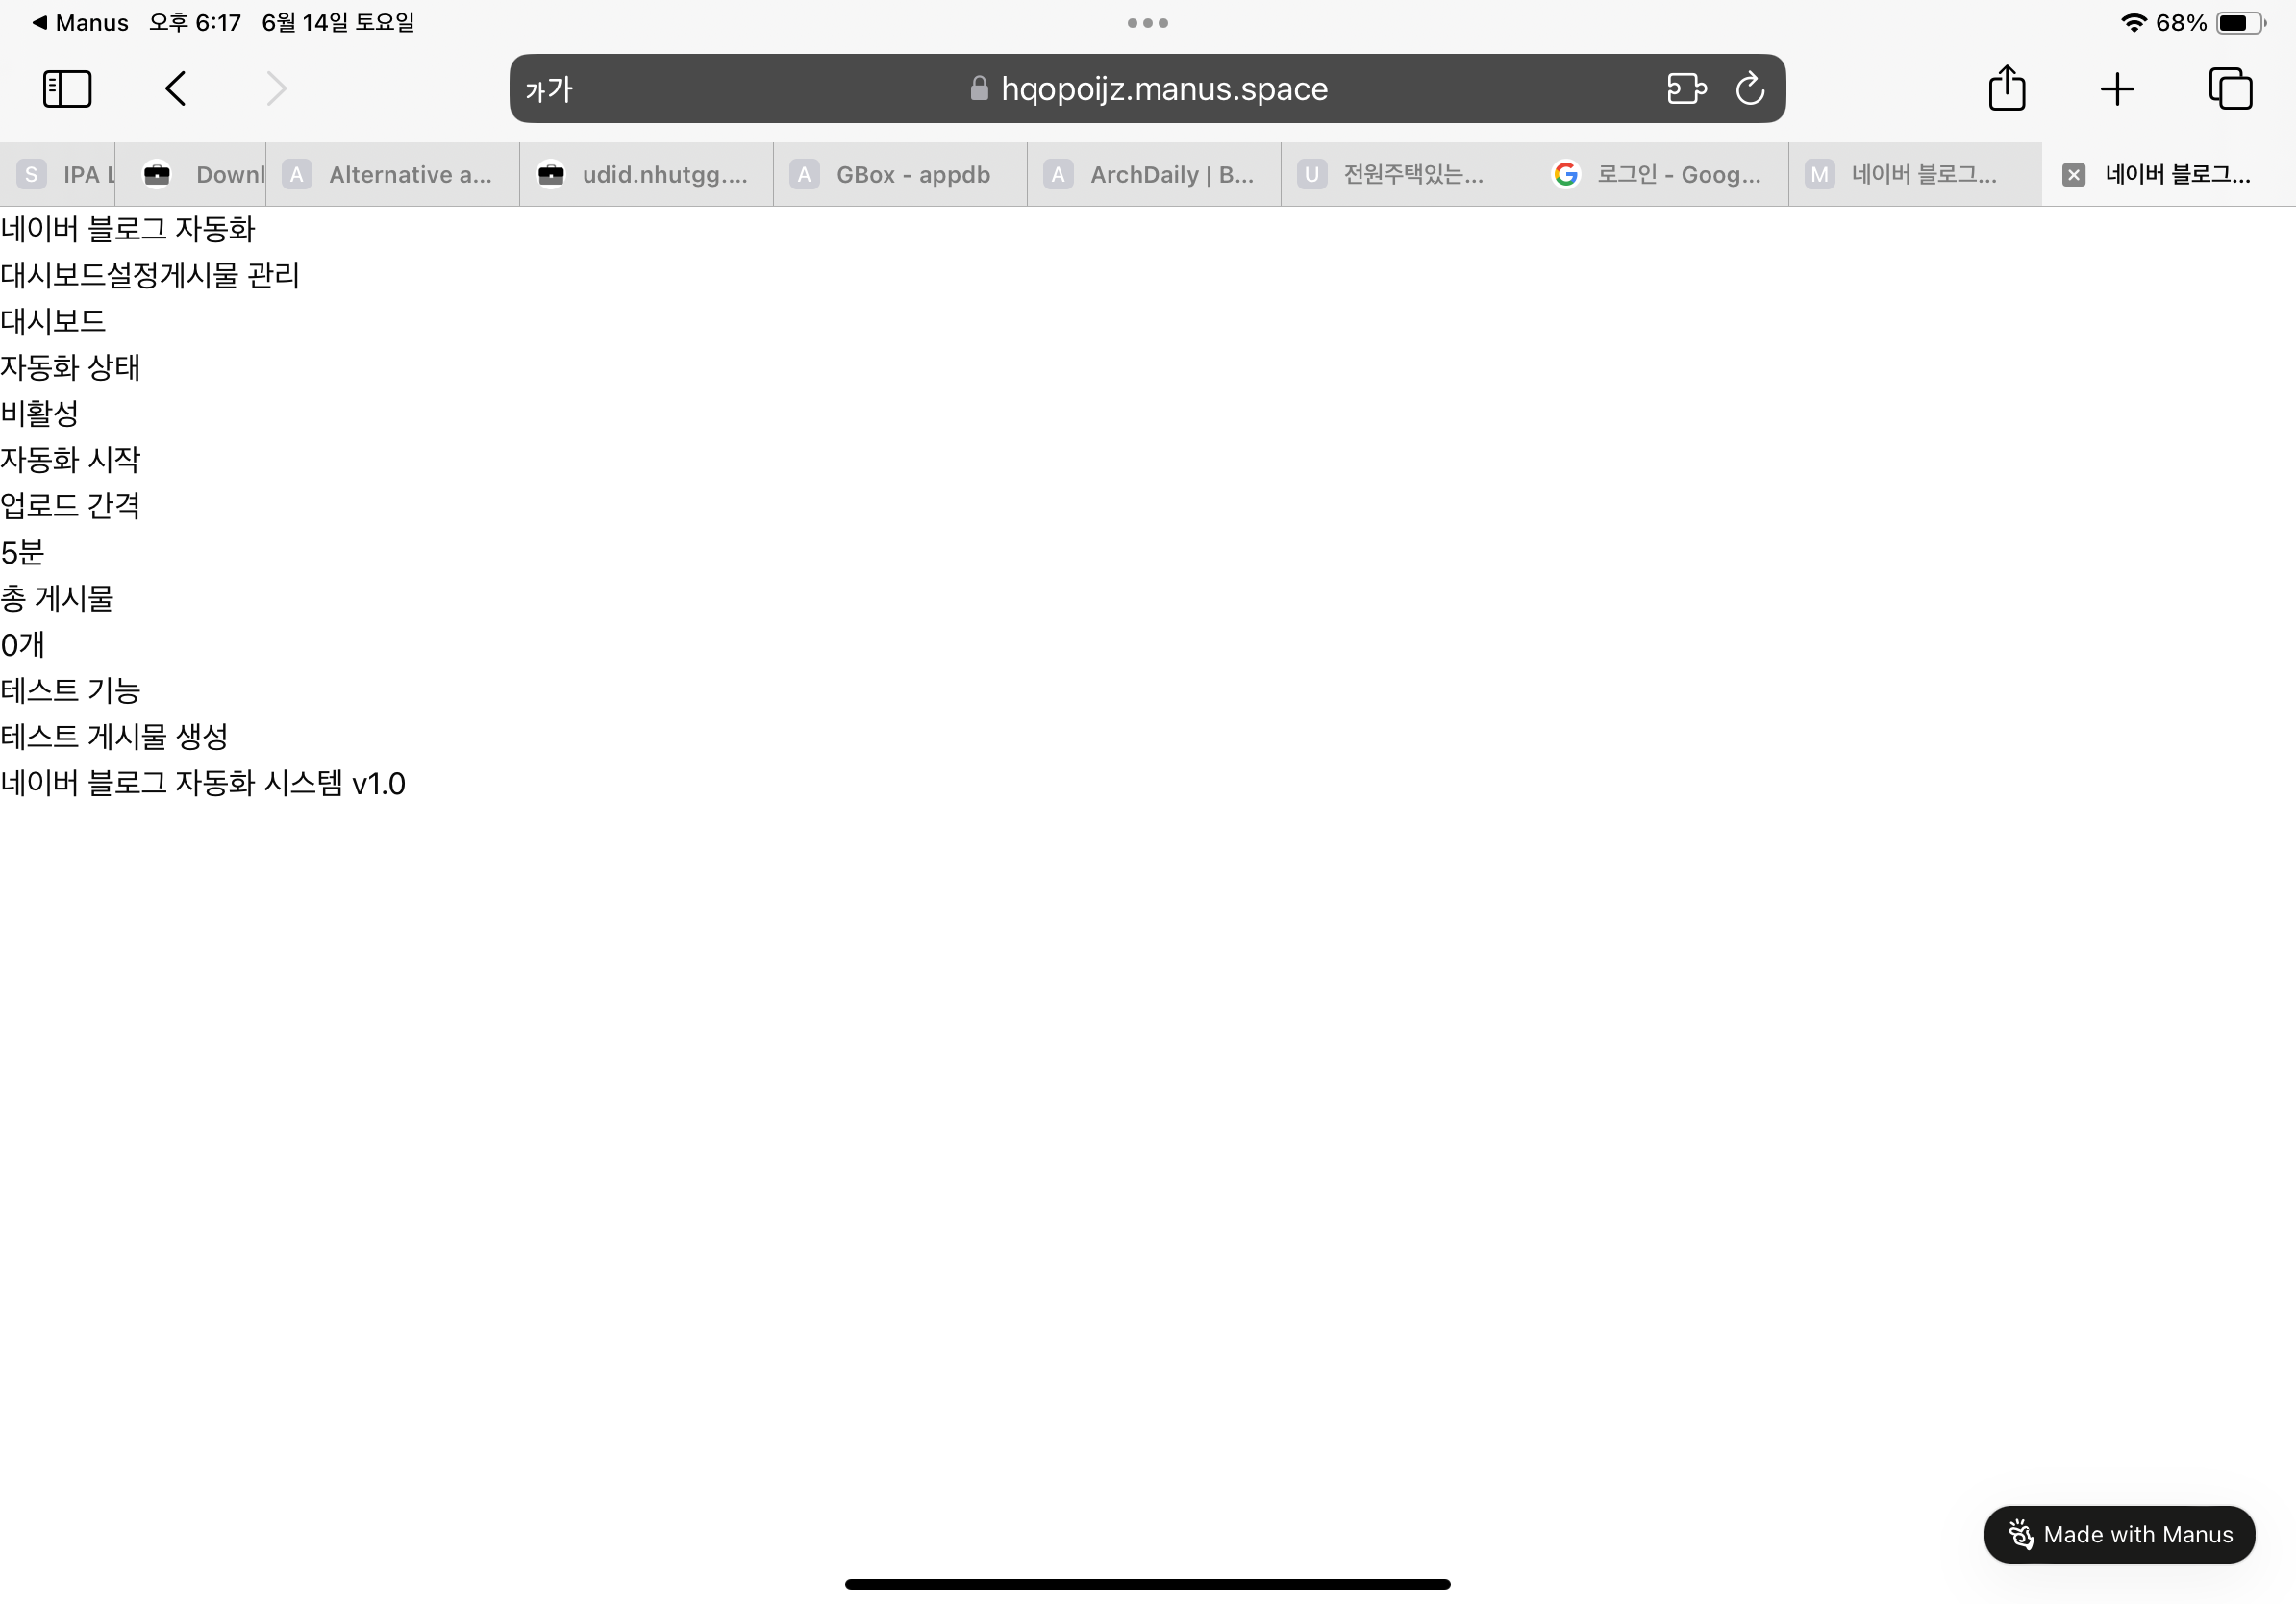 Manus 오후 6:17 6월 14일 토요일 68%
가가 hqopoijz.manus.space
S IPA L Downl A Alternative a... udid.nhutgg.... A GBox - appdb A ArchDaily | B... U 전원주택있는... 로그인 - Goog... M 네이버 블로그... 네이버 블로그...
네이버 블로그 자동화
대시보드설정게시물 관리
대시보드
자동화 상태
비활성
자동화 시작
업로드 간격
5분
총 게시물
0개
테스트 기능
테스트 게시물 생성
네이버 블로그 자동화 시스템 v1.0
Made with Manus